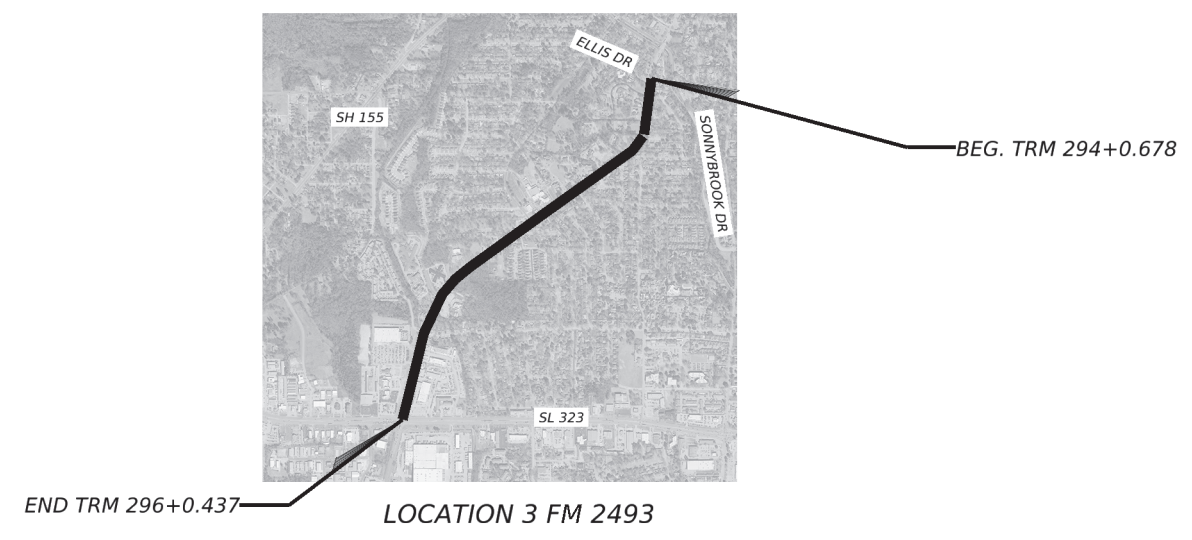 ELLIS DR
SH 155
SONNYBROOK DR
BEG. TRM 294+0.678
SL 323
END TRM 296+0.437
LOCATION 3 FM 2493